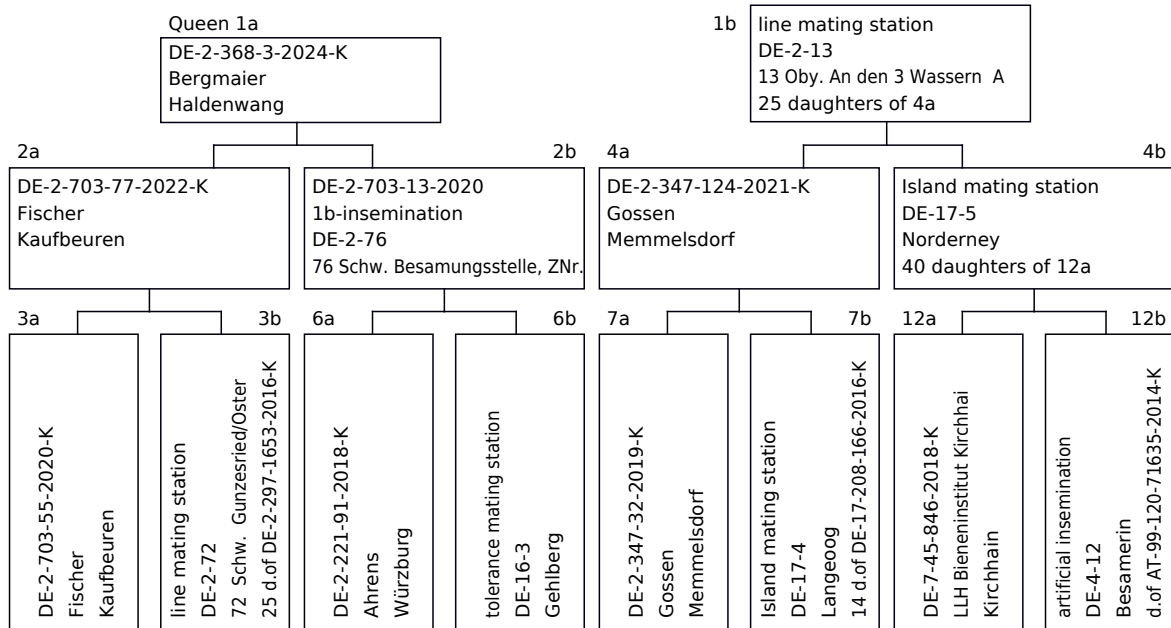 Queen 1a
DE-2-368-3-2024-K
Bergmaier
Haldenwang
1b
line mating station
DE-2-13
13 Oby. An den 3 Wassern  A
25 daughters of 4a
2a
DE-2-703-77-2022-K
Fischer
Kaufbeuren
2b
DE-2-703-13-2020
1b-insemination
DE-2-76
76 Schw. Besamungsstelle, ZNr.
4a
DE-2-347-124-2021-K
Gossen
Memmelsdorf
4b
Island mating station
DE-17-5
Norderney
40 daughters of 12a
3a
DE-2-703-55-2020-K
Fischer
Kaufbeuren
3b
line mating station
DE-2-72
72 Schw.  Gunzesried/Oster
25 d.of DE-2-297-1653-2016-K
6a
DE-2-221-91-2018-K
Ahrens
Würzburg
6b
tolerance mating station
DE-16-3
Gehlberg
7a
DE-2-347-32-2019-K
Gossen
Memmelsdorf
7b
Island mating station
DE-17-4
Langeoog
14 d.of DE-17-208-166-2016-K
12a
DE-7-45-846-2018-K
LLH Bieneninstitut Kirchhai
Kirchhain
12b
artificial insemination
DE-4-12
Besamerin
d.of AT-99-120-71635-2014-K